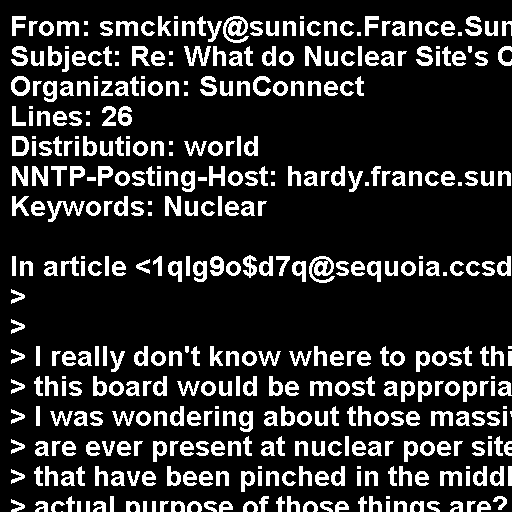 From: smckinty@sunicnc.France.Sun
Subject: Re: What do Nuclear Site's C
Organization: SunConnect
Lines: 26
Distribution: world
NNTP-Posting-Host: hardy.france.sun
Keywords: Nuclear

In article <1qlg9o$d7q@sequoia.ccsd
>
>
> I really don't know where to post thi
> this board would be most appropria
> I was wondering about those massiv
> are ever present at nuclear poer site
> that have been pinched in the middl
> actual purpose of those things are?